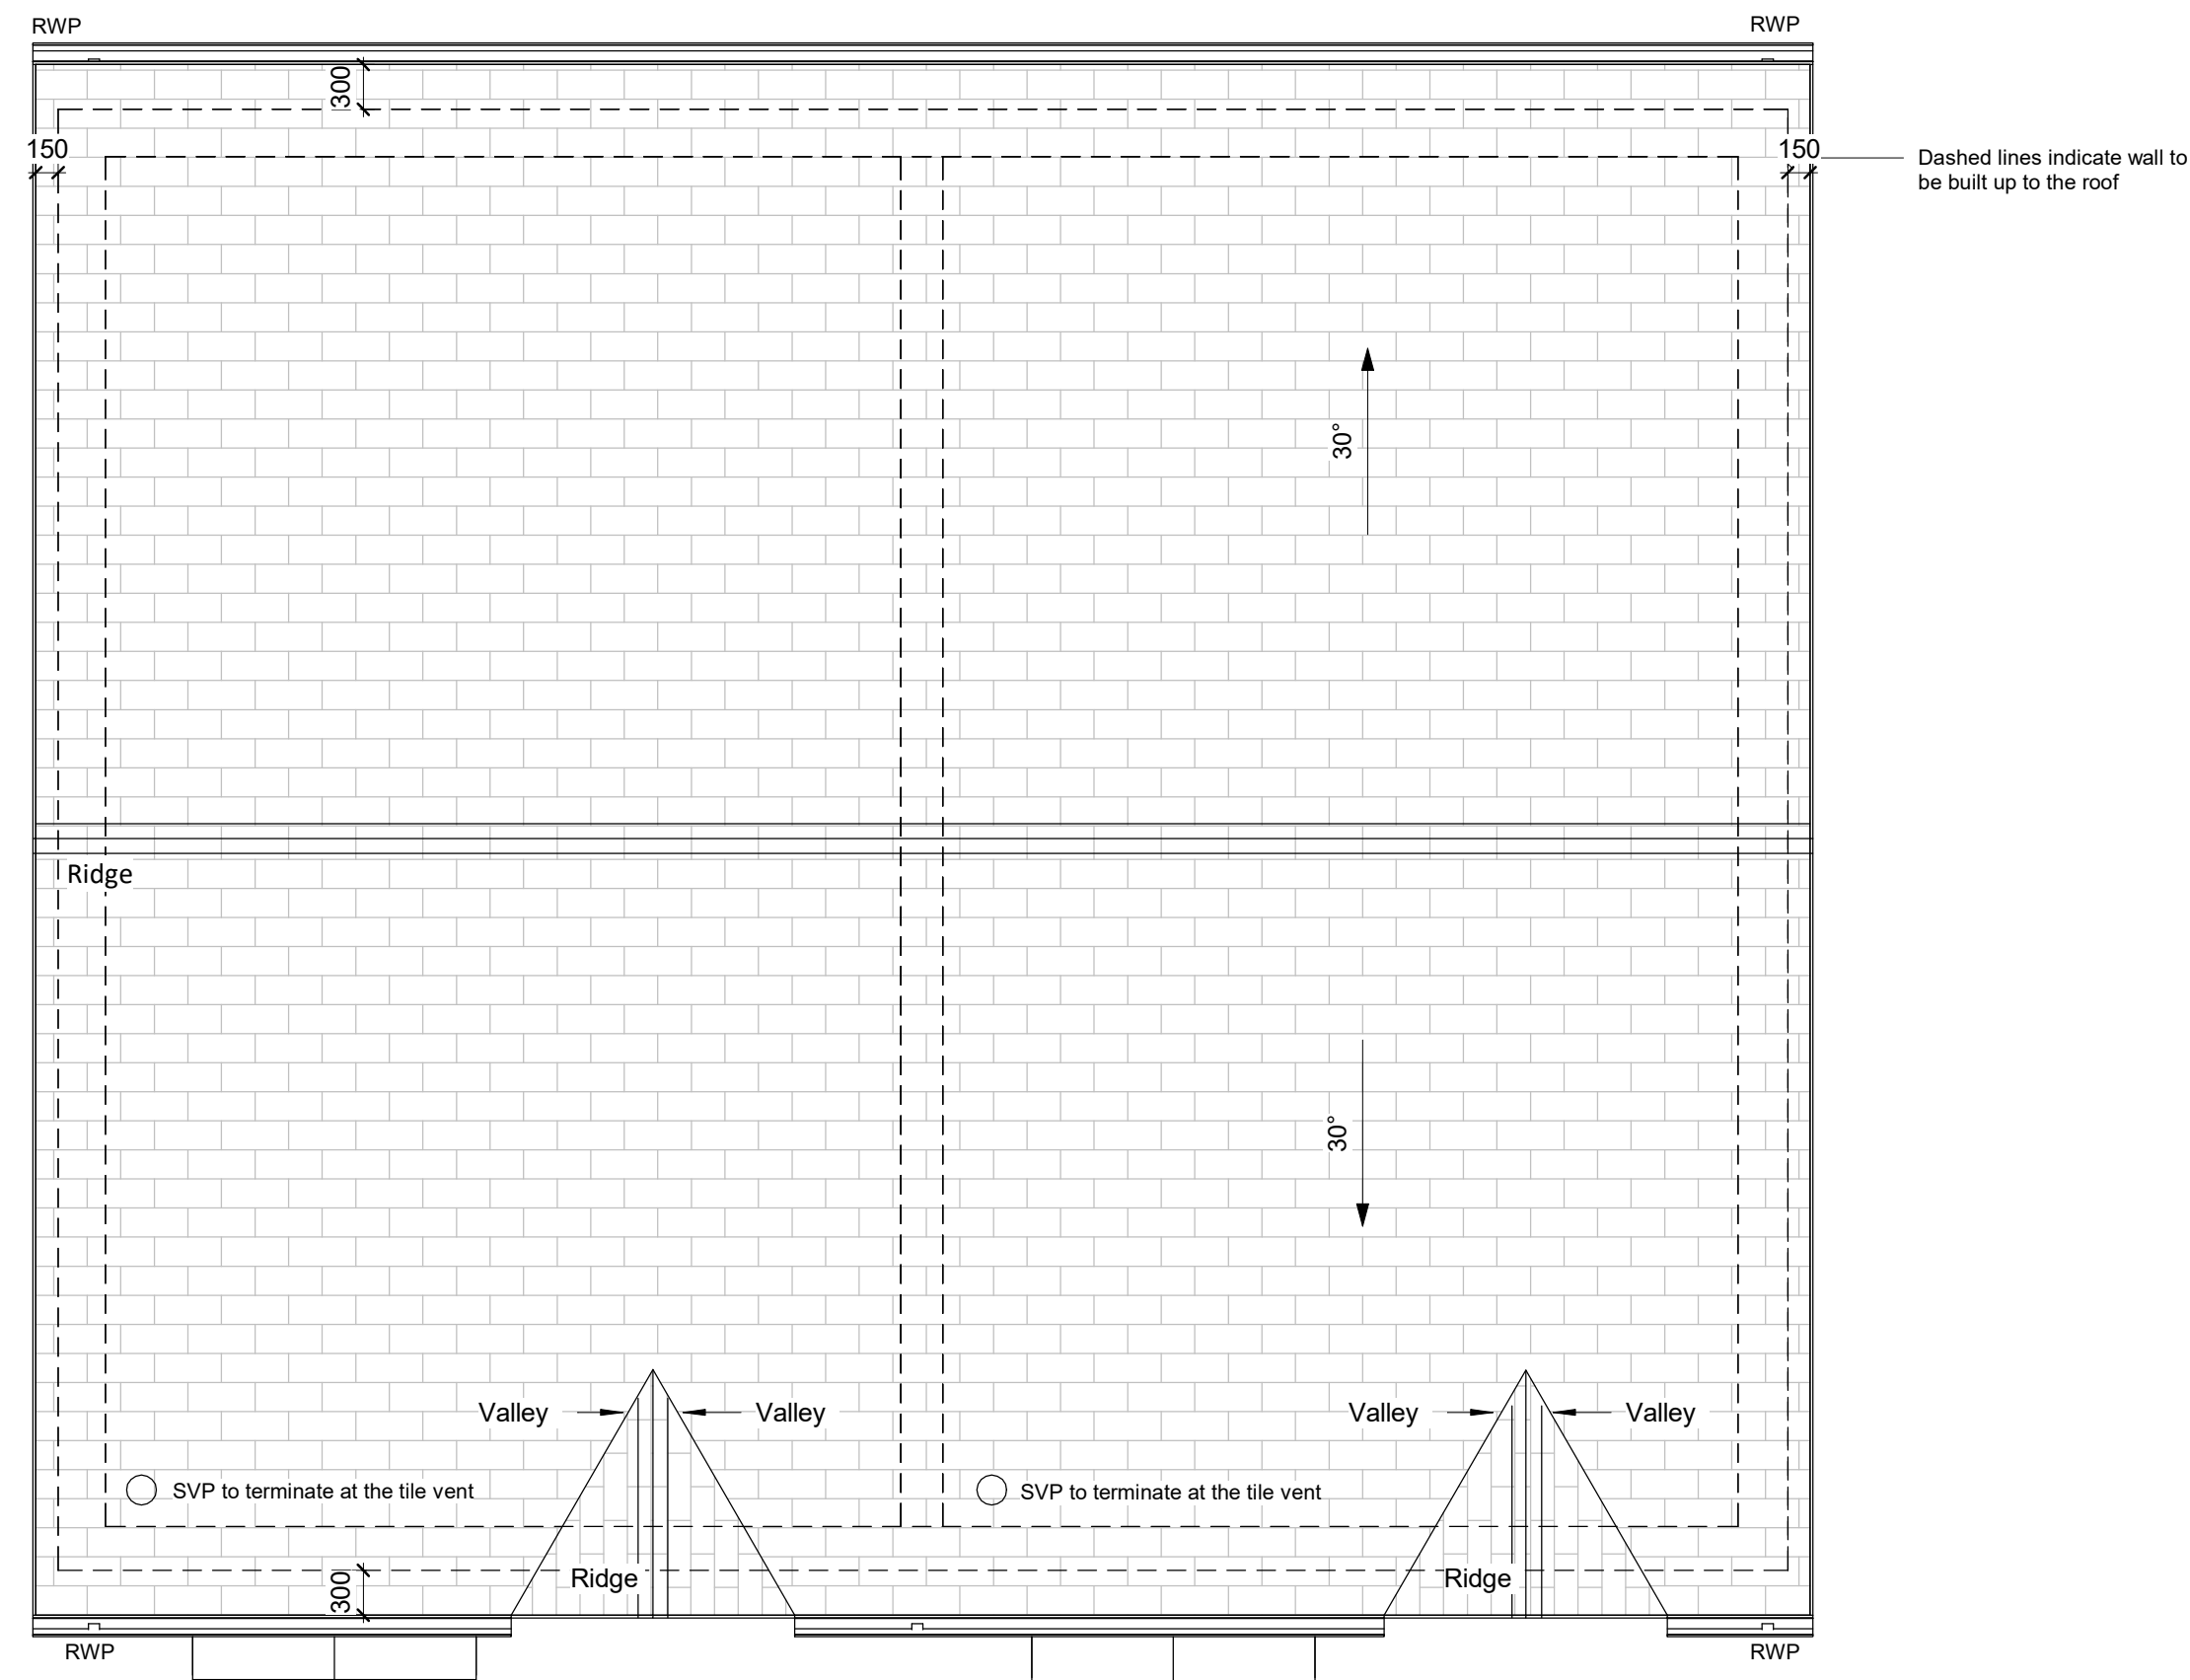 RWP
RWP
300
150
150
Dashed lines indicate wall to
be built up to the roof
30°
Ridge
30°
Valley
Valley
Valley
Valley
SVP to terminate at the tile vent
SVP to terminate at the tile vent
Ridge
Ridge
300
RWP
RWP